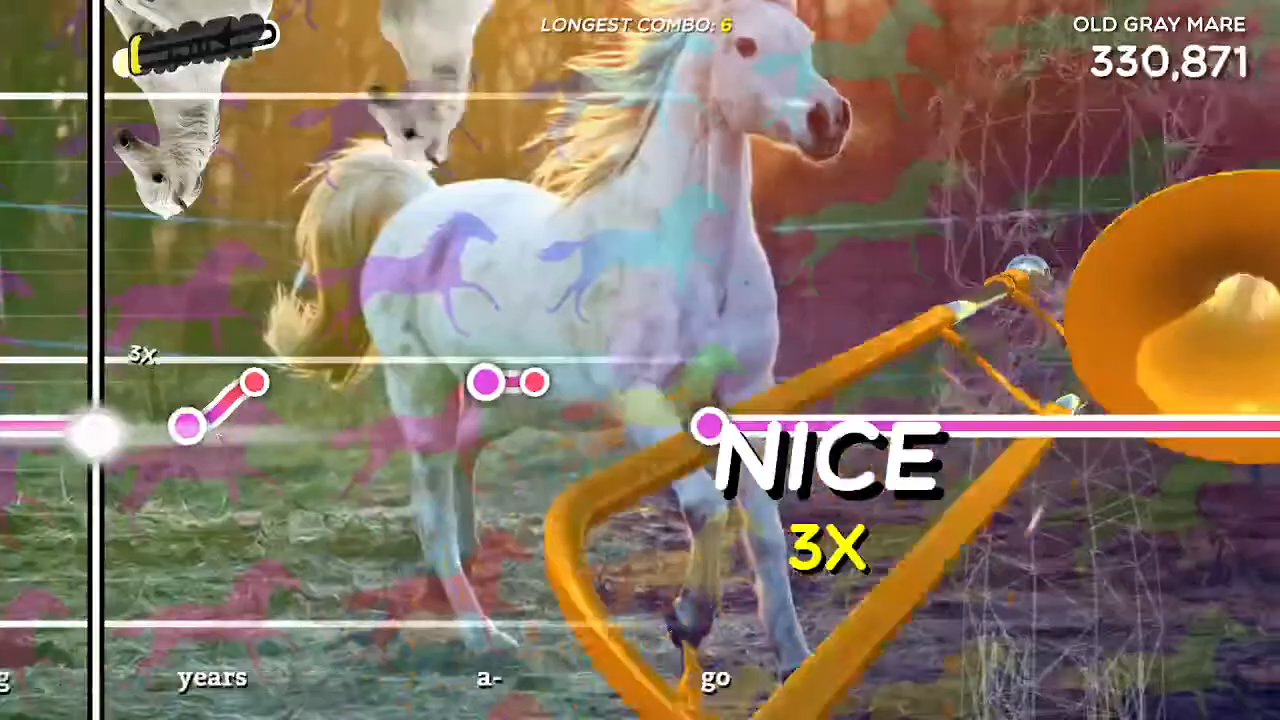 LONGEST COMBO: 6
OLD GRAY MARE
330,871
3X
NICE
3X
g years a- go